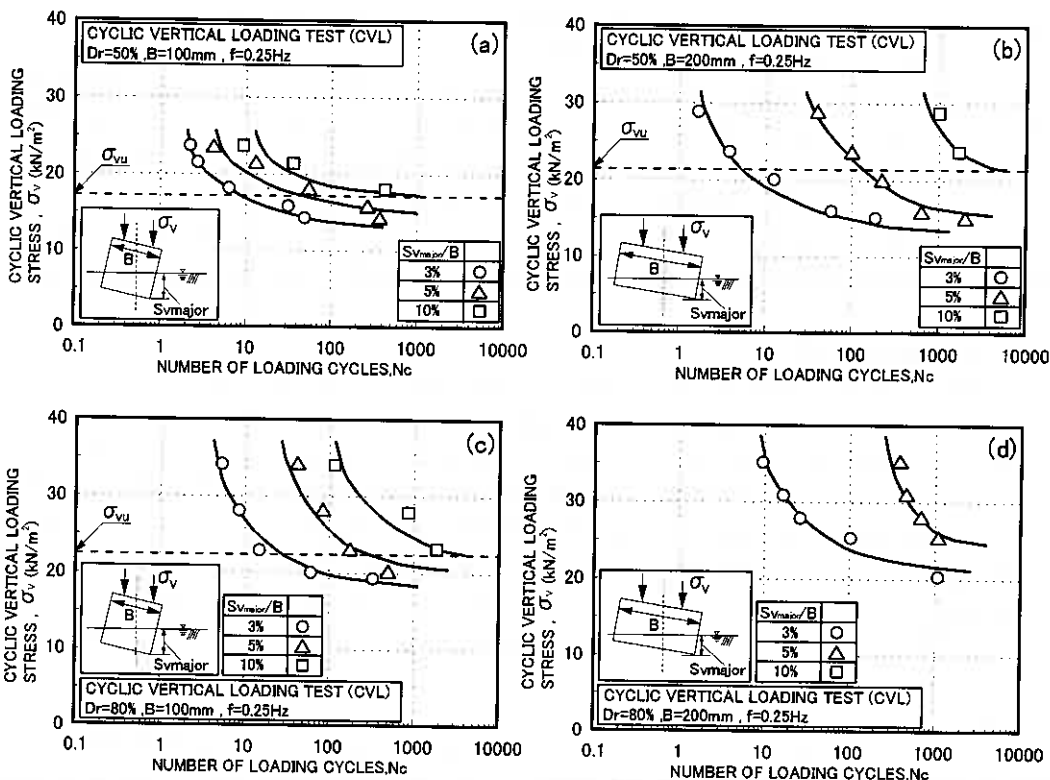 CYCLIC VERTICAL LOADING TEST (CVL)
Dr=50% ,B=100mm , f=0.25Hz
(a)
CYCLIC VERTICAL LOADING
STRESS , σv (kN/m²)
40
30
20
10
0
σvu
σv
B
Svmajor
Svmajor/B
3%
5%
10%
0.1
1
10
100
1000
10000
NUMBER OF LOADING CYCLES,Nc
CYCLIC VERTICAL LOADING TEST (CVL)
Dr=50% ,B=200mm , f=0.25Hz
(b)
CYCLIC VERTICAL LOADING
STRESS , σv (kN/m²)
40
30
20
10
0
σvu
σv
B
Svmajor
Svmajor/B
3%
5%
10%
0.1
1
10
100
1000
10000
NUMBER OF LOADING CYCLES,Nc
(c)
CYCLIC VERTICAL LOADING
STRESS , σv (kN/m²)
40
30
20
10
0
σvu
σv
B
Svmajor
Svmajor/B
3%
5%
10%
CYCLIC VERTICAL LOADING TEST (CVL)
Dr=80% ,B=100mm , f=0.25Hz
0.1
1
10
100
1000
10000
NUMBER OF LOADING CYCLES,Nc
(d)
CYCLIC VERTICAL LOADING
STRESS , σv (kN/m²)
40
30
20
10
0
σv
B
Svmajor
Svmajor/B
3%
5%
10%
CYCLIC VERTICAL LOADING TEST (CVL)
Dr=80% ,B=200mm , f=0.25Hz
0.1
1
10
100
1000
10000
NUMBER OF LOADING CYCLES,Nc